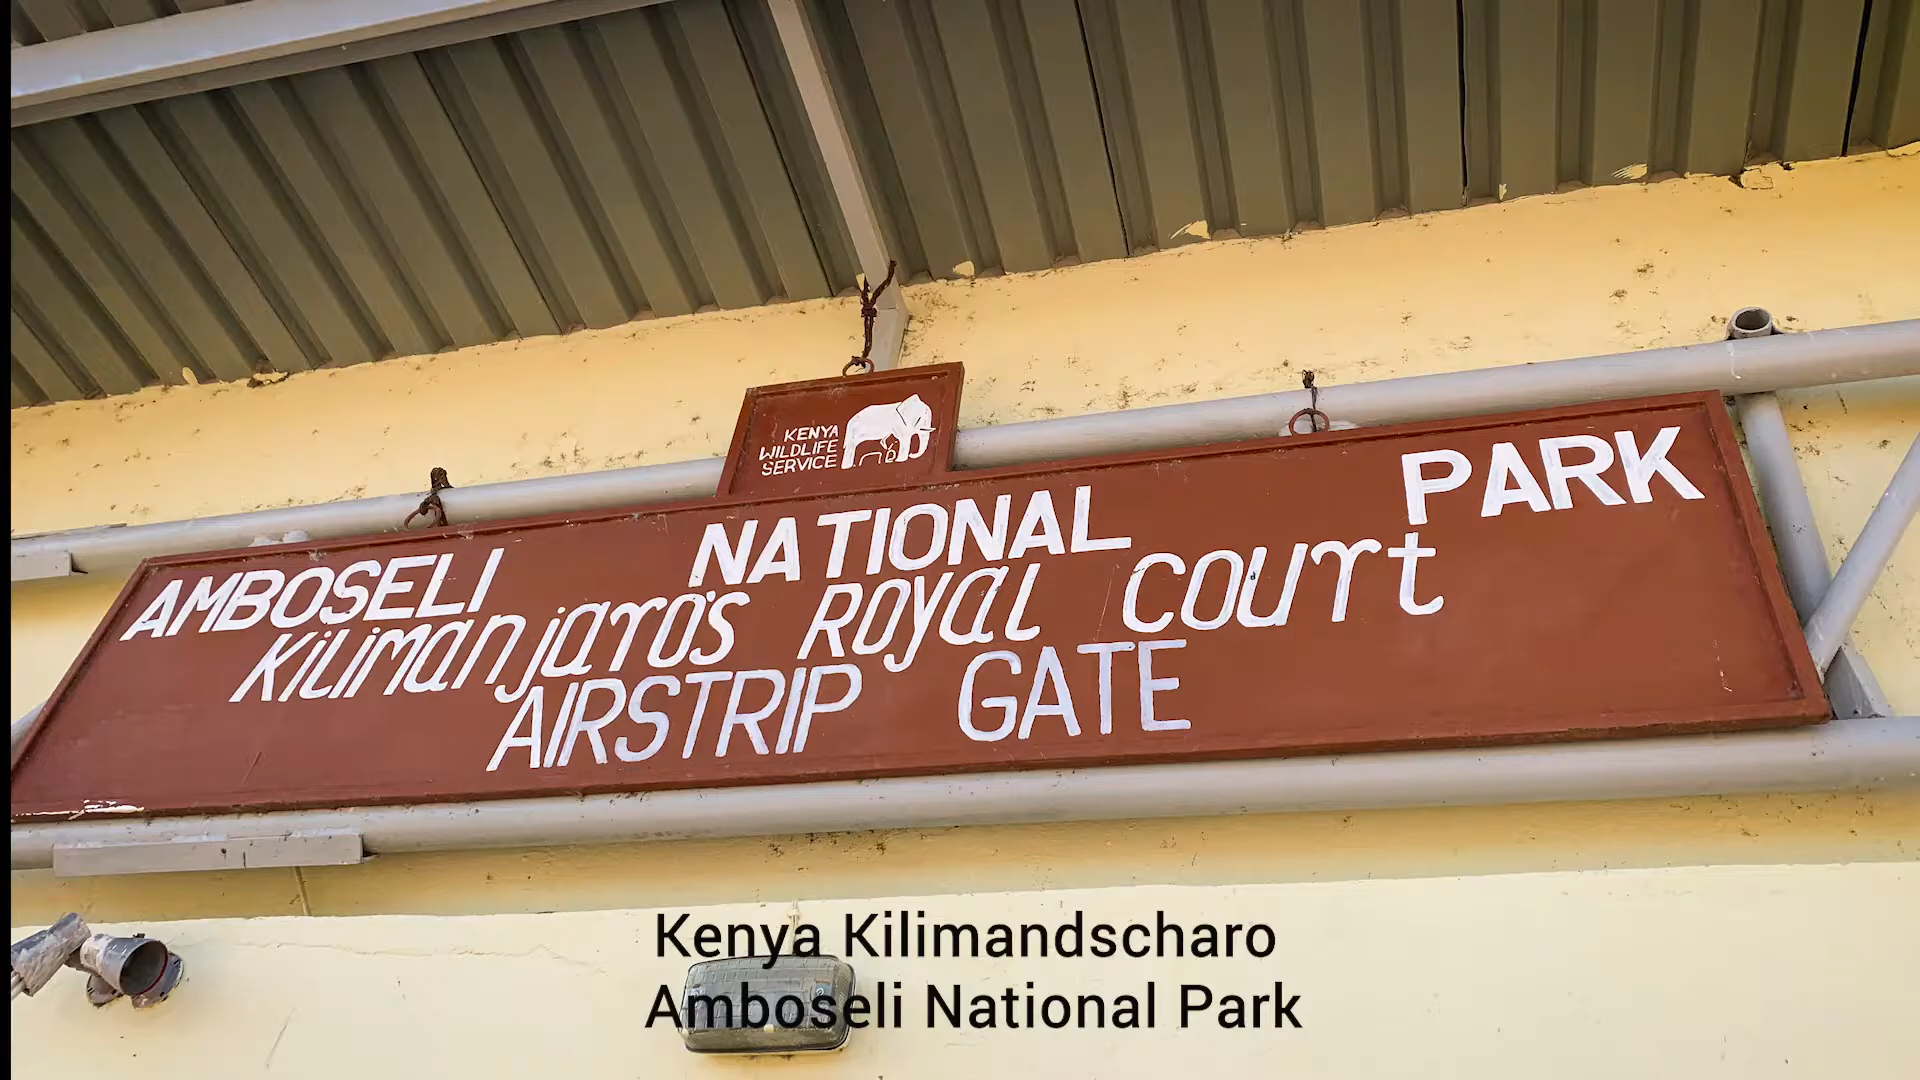 KENYA
WILDLIFE
SERVICE
AMBOSELI NATIONAL PARK
Kilimanjaro's Royal court
AIRSTRIP GATE
Kenya Kilimandscharo
Amboseli National Park